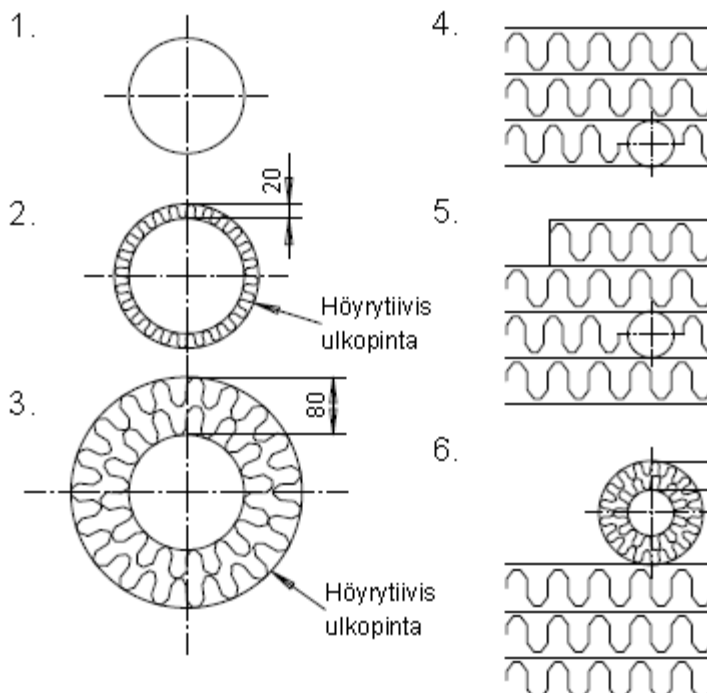 1.
20
2.
Höyrytiivis
ulkopinta
3.
80
Höyrytiivis
ulkopinta
4.
5.
6.